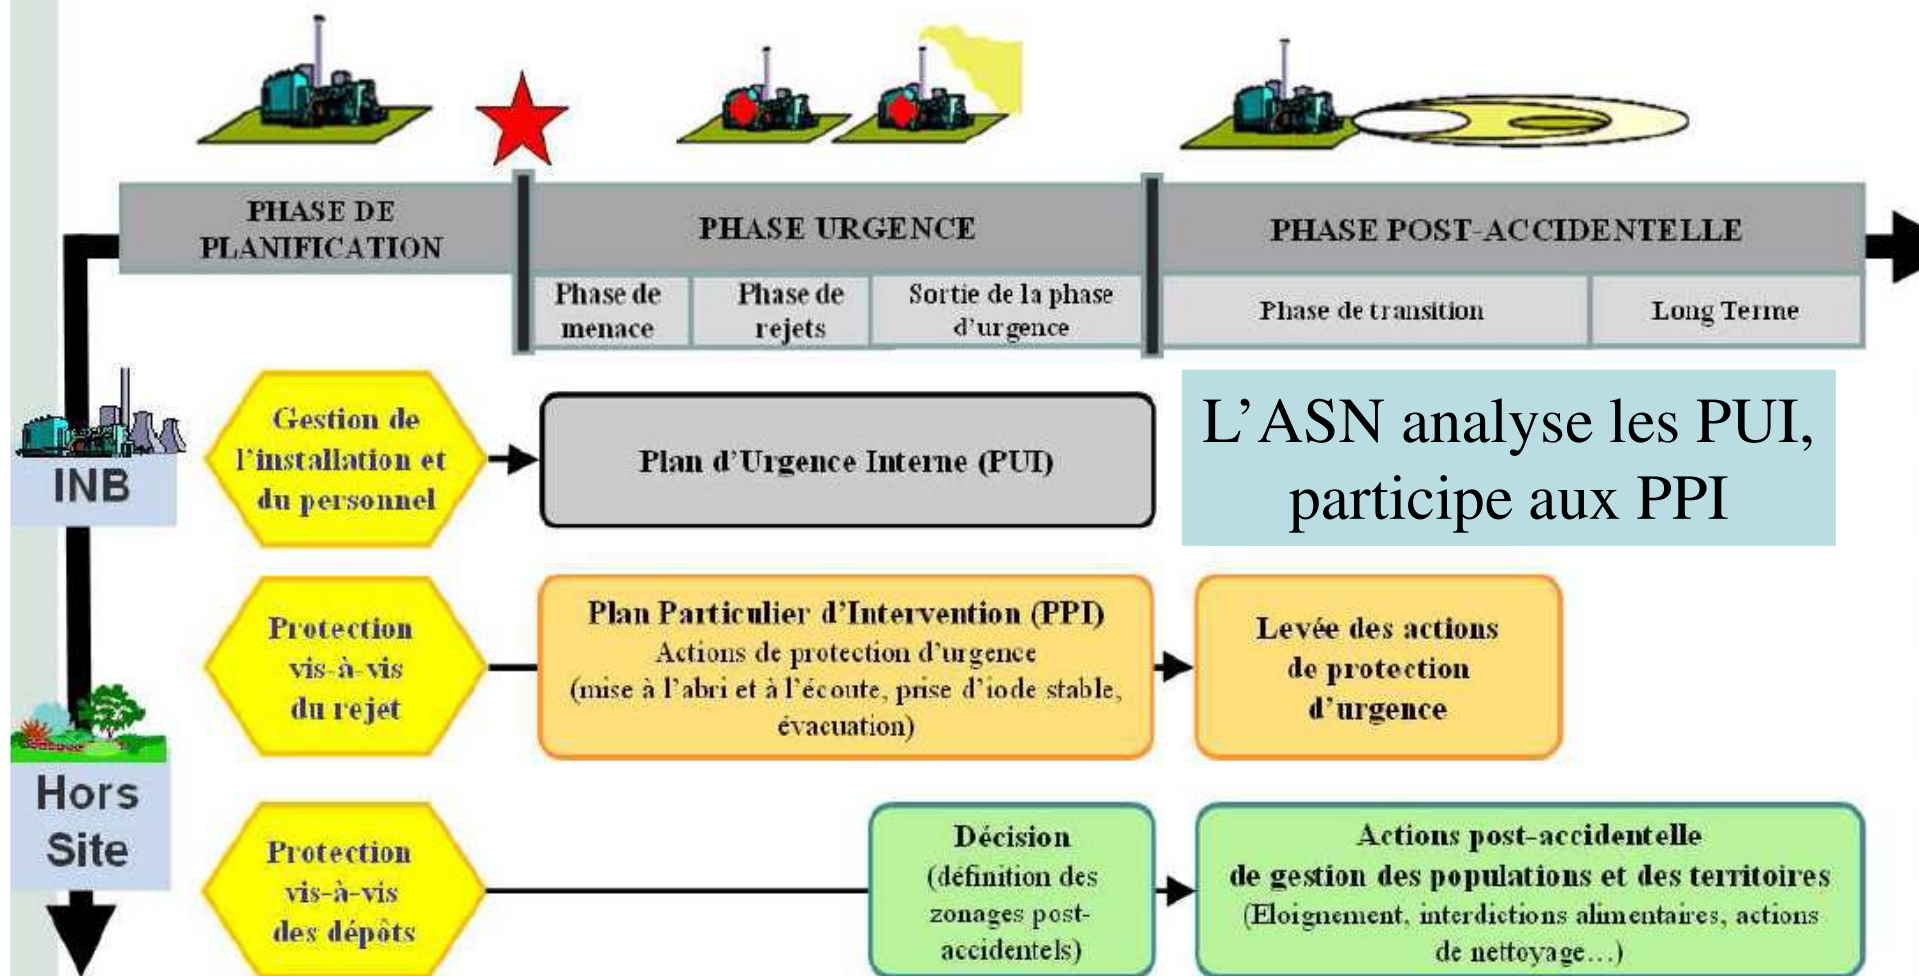 PHASE DE
PLANIFICATION
PHASE URGENCE
PHASE POST-ACCIDENTELLE
Phase de
menace
Phase de
rejets
Sortie de la phase
d’urgence
Phase de transition
Long Terme
INB
Gestion de
l’installation et
du personnel
Plan d’Urgence Interne (PUI)
L’ASN analyse les PUI,
participe aux PPI
Hors
Site
Protection
vis-à-vis
du rejet
Plan Particulier d’Intervention (PPI)
Actions de protection d’urgence
(mise à l’abri et à l’écoute, prise d’iode stable,
évacuation)
Levée des actions
de protection
d’urgence
Protection
vis-à-vis
des dépôts
Décision
(définition des
zonages post-
accidentels)
Actions post-accidentelle
de gestion des populations et des territoires
(Eloignement, interdictions alimentaires, actions
de nettoyage…)